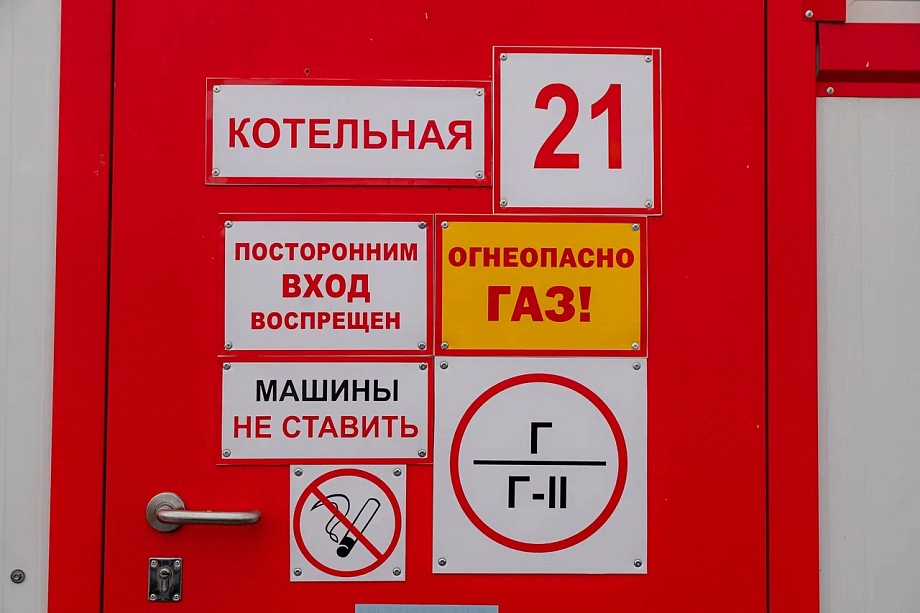 КОТЕЛЬНАЯ
21
ПОСТОРОННИМ
ВХОД
ВОСПРЕЩЕН
ОГНЕОПАСНО
ГАЗ!
МАШИНЫ
НЕ СТАВИТЬ
Г
Г-II